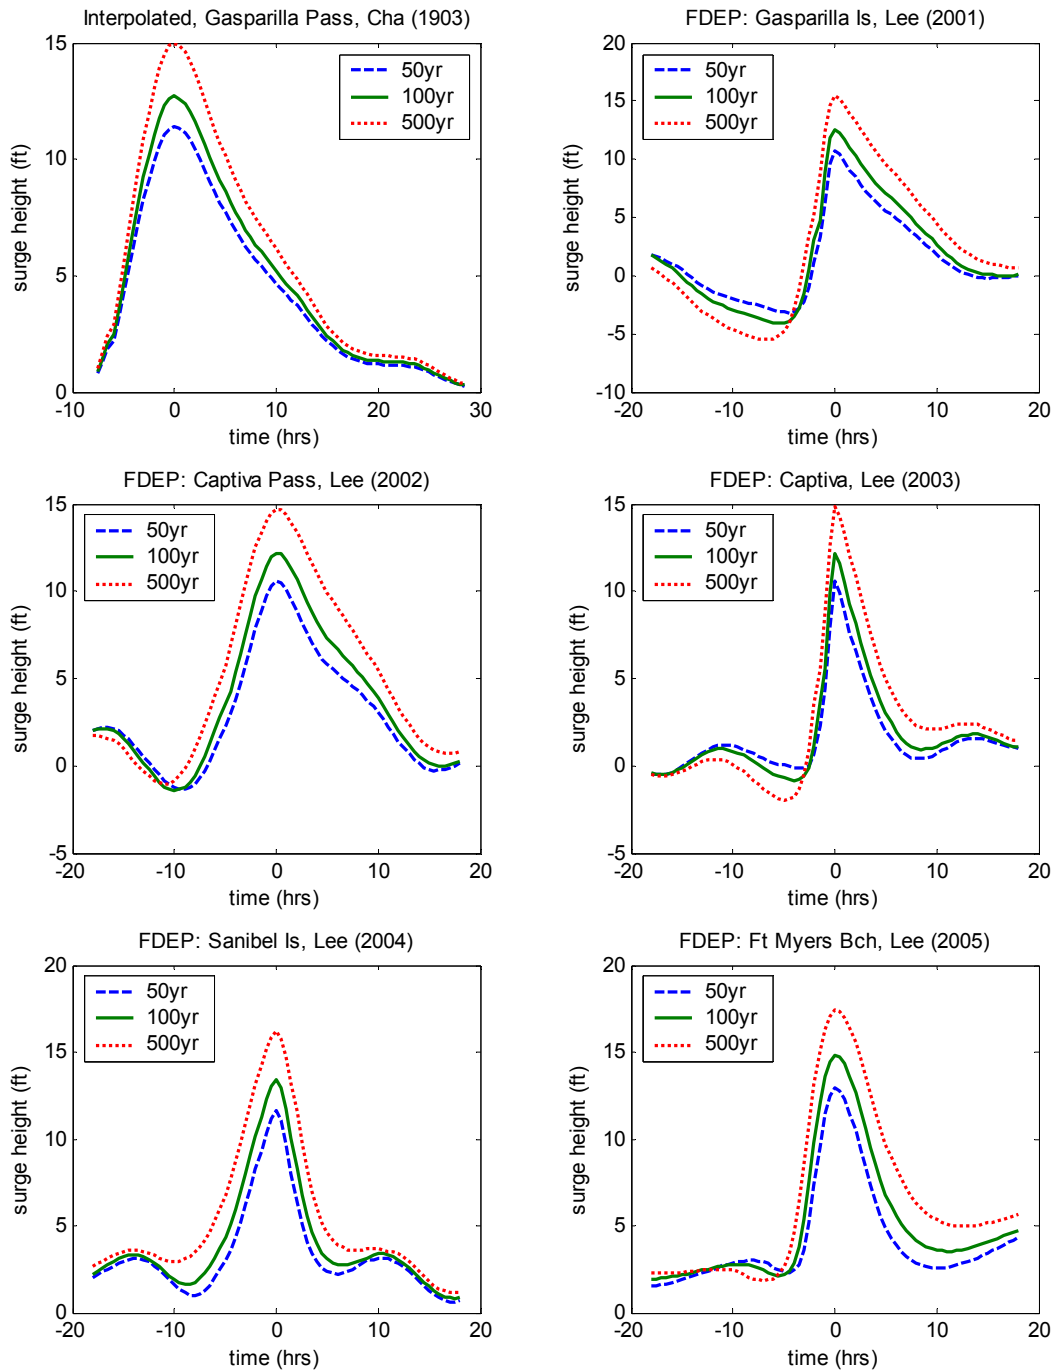 Interpolated, Gasparilla Pass, Cha (1903)
15
10
5
0
surge height (ft)
50yr
100yr
500yr
-10
0
10
20
30
time (hrs)
FDEP: Gasparilla Is, Lee (2001)
20
15
10
5
0
-5
-10
surge height (ft)
50yr
100yr
500yr
-20
-10
0
10
20
time (hrs)
FDEP: Captiva Pass, Lee (2002)
15
10
5
0
-5
surge height (ft)
50yr
100yr
500yr
-20
-10
0
10
20
time (hrs)
FDEP: Captiva, Lee (2003)
15
10
5
0
-5
surge height (ft)
50yr
100yr
500yr
-20
-10
0
10
20
time (hrs)
FDEP: Sanibel Is, Lee (2004)
20
15
10
5
0
surge height (ft)
50yr
100yr
500yr
-20
-10
0
10
20
time (hrs)
FDEP: Ft Myers Bch, Lee (2005)
20
15
10
5
0
surge height (ft)
50yr
100yr
500yr
-20
-10
0
10
20
time (hrs)